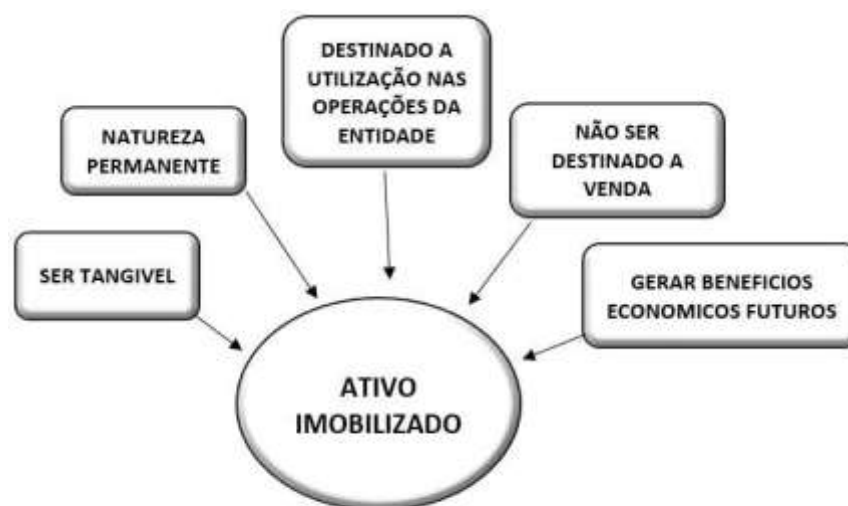 SER TANGIVEL
NATUREZA
PERMANENTE
DESTINADO A
UTILIZAÇÃO NAS
OPERAÇÕES DA
ENTIDADE
NÃO SER
DESTINADO A
VENDA
GERAR BENEFICIOS
ECONOMICOS FUTUROS
ATIVO
IMOBILIZADO